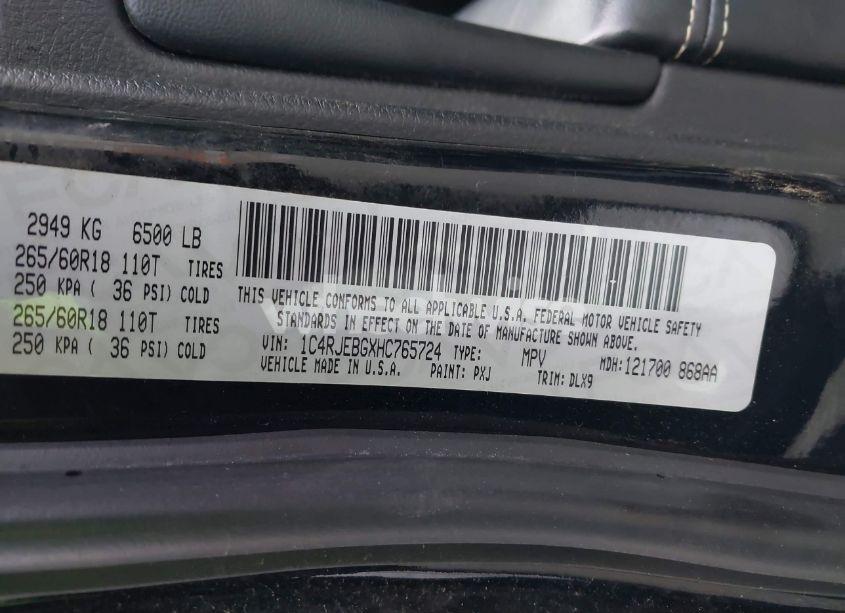 2949 KG 6500 LB
265/60R18 110T TIRES
250 KPA ( 36 PSI) COLD
265/60R18 110T TIRES
250 KPA ( 36 PSI) COLD
THIS VEHICLE CONFORMS TO ALL APPLICABLE U.S.A. FEDERAL MOTOR VEHICLE SAFETY
STANDARDS IN EFFECT ON THE DATE OF MANUFACTURE SHOWN ABOVE.
VIN: 1C4RJEBGXHC765724 TYPE: MPV MDH:121700 868AA
VEHICLE MADE IN U.S.A. PAINT: PXJ TRIM: DLX9